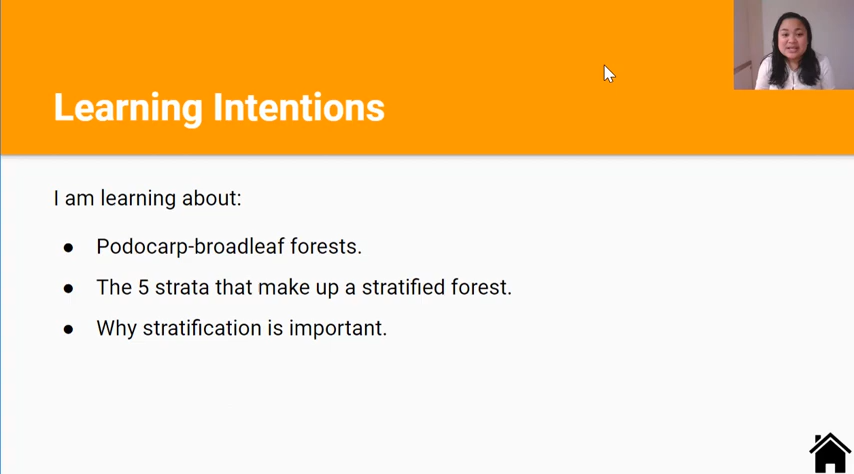 Learning Intentions
I am learning about:
● Podocarp-broadleaf forests.
● The 5 strata that make up a stratified forest.
● Why stratification is important.